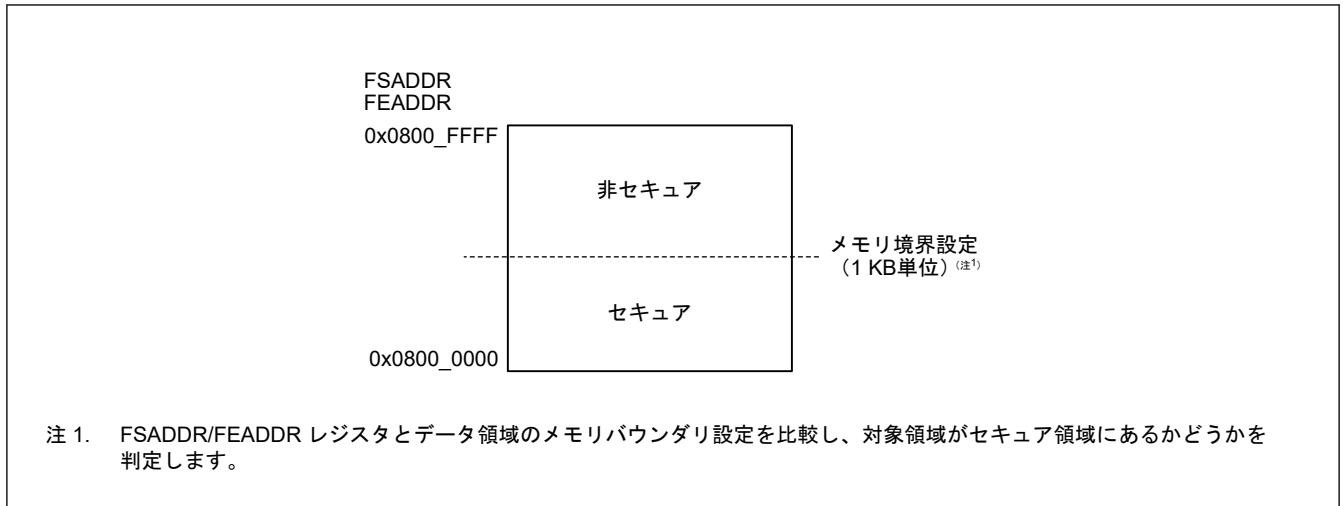 FSADDR
FEADDR
0x0800_FFFF
非セキュア
メモリ境界設定
（1 KB単位）（注1）
セキュア
0x0800_0000
注 1. FSADDR/FEADDR レジスタとデータ領域のメモリバウンダリ設定を比較し、対象領域がセキュア領域にあるかどうかを
判定します。